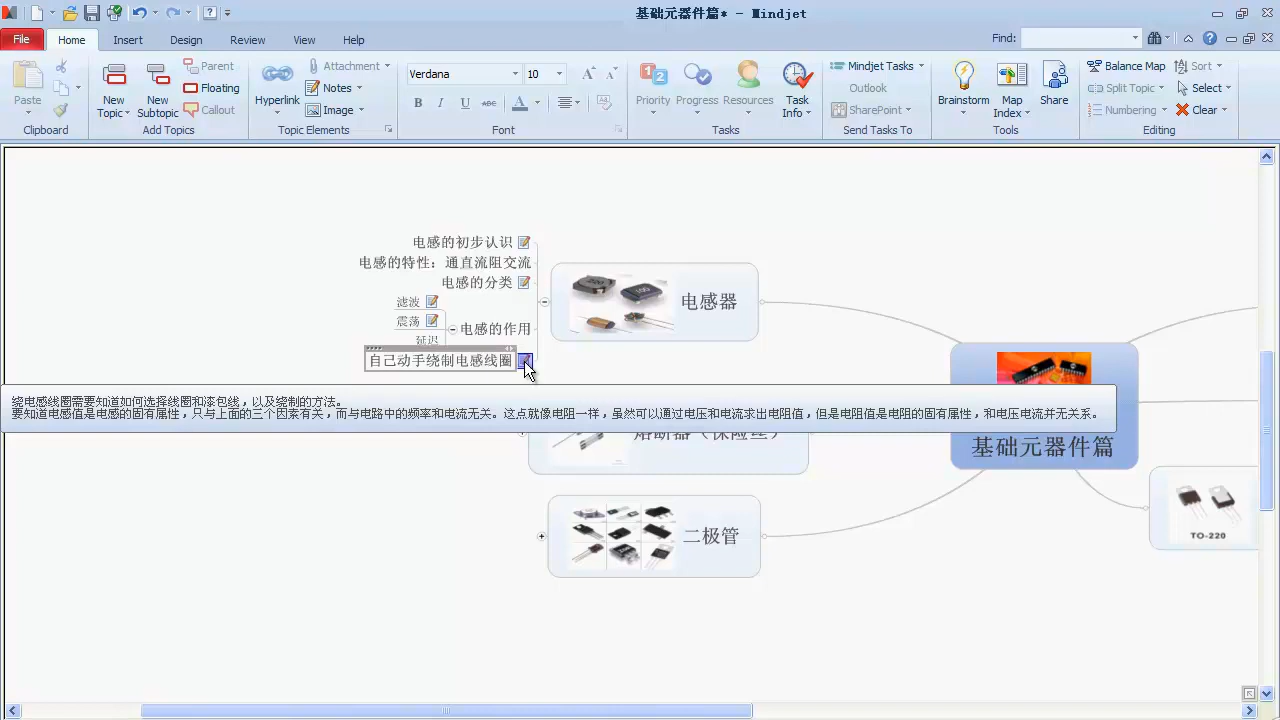 基础元器件篇* - Mindjet
File
Home
Insert
Design
Review
View
Help
Find:
Paste
Clipboard
New Topic
New Subtopic
Parent
Floating
Callout
Add Topics
Hyperlink
Attachment
Notes
Image
Topic Elements
Verdana
10
B I U ABC A
Font
Priority
Progress
Resources
Task Info
Tasks
Mindjet Tasks
Outlook
SharePoint
Send Tasks To
Brainstorm
Map Index
Share
Tools
Balance Map
Split Topic
Numbering
Sort
Select
Clear
Editing
电感的初步认识
电感的特性：通直流阻交流
电感的分类
滤波
震荡
延迟
电感的作用
自己动手绕制电感线圈
电感器
绕电感线圈需要知道如何选择线圈和漆包线，以及绕制的方法。
要知道电感值是电感的固有属性，只与上面的三个因素有关，而与电路中的频率和电流无关。这点就像电阻一样，虽然可以通过电压和电流求出电阻值，但是电阻值是电阻的固有属性，和电压电流并无关系。
熔断器（保险丝）
基础元器件篇
二极管
TO-220